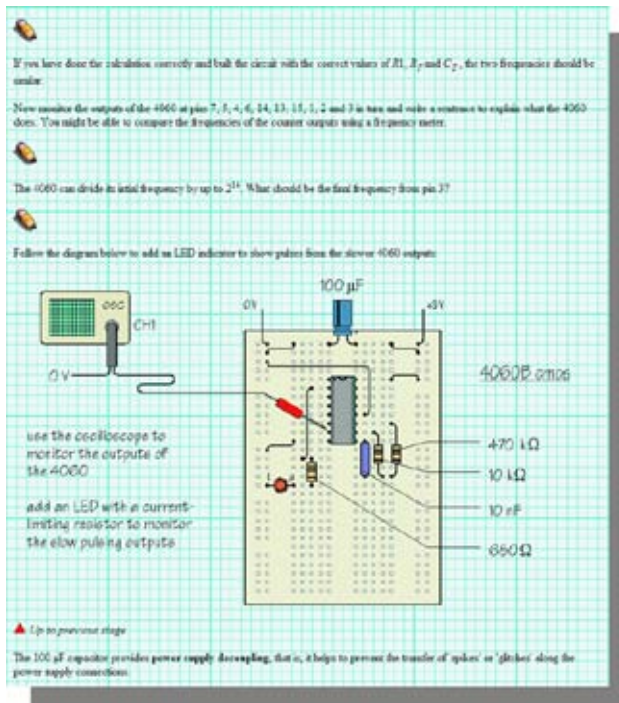 If you have done the calculation correctly and built the circuit with the correct values of R1, R_T and C_T, the two frequencies should be
similar.
Now monitor the outputs of the 4060 at pins 7, 5, 4, 6, 14, 13, 15, 1, 2 and 3 in turn and write a sentence to explain what the 4060
does. You might be able to compare the frequencies of the counter outputs using a frequency meter.
The 4060 can divide its initial frequency by up to 2^14. What should be the final frequency from pin 3?
Follow the diagram below to add an LED indicator to show pulses from the slower 4060 outputs:
100 µF
0V
OSC
CH1
0 V
4060B CMOS
use the oscilloscope to
monitor the outputs of
the 4060
470 kΩ
10 kΩ
add an LED with a current-
limiting resistor to monitor
the slow pulsing outputs
10 nF
680Ω
Up to previous stage
The 100 µF capacitor provides power supply decoupling, that is, it helps to prevent the transfer of 'spikes' or 'glitches' along the
power supply connections.